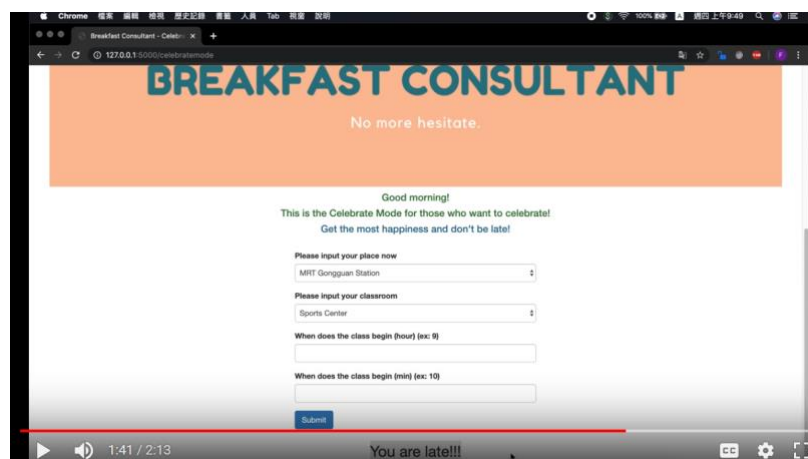 Chrome 檔案 編輯 檢視 歷史記錄 書籤 人員 Tab 視窗 說明 100% 週四上午9:49
Breakfast Consultant - Celebr
127.0.0.1:5000/celebratemode
BREAKFAST CONSULTANT
No more hesitate.
Good morning!
This is the Celebrate Mode for those who want to celebrate!
Get the most happiness and don't be late!
Please input your place now
MRT Gongguan Station
Please input your classroom
Sports Center
When does the class begin (hour) (ex: 9)
When does the class begin (min) (ex: 10)
Submit
You are late!!!
1:41 / 2:13
CC